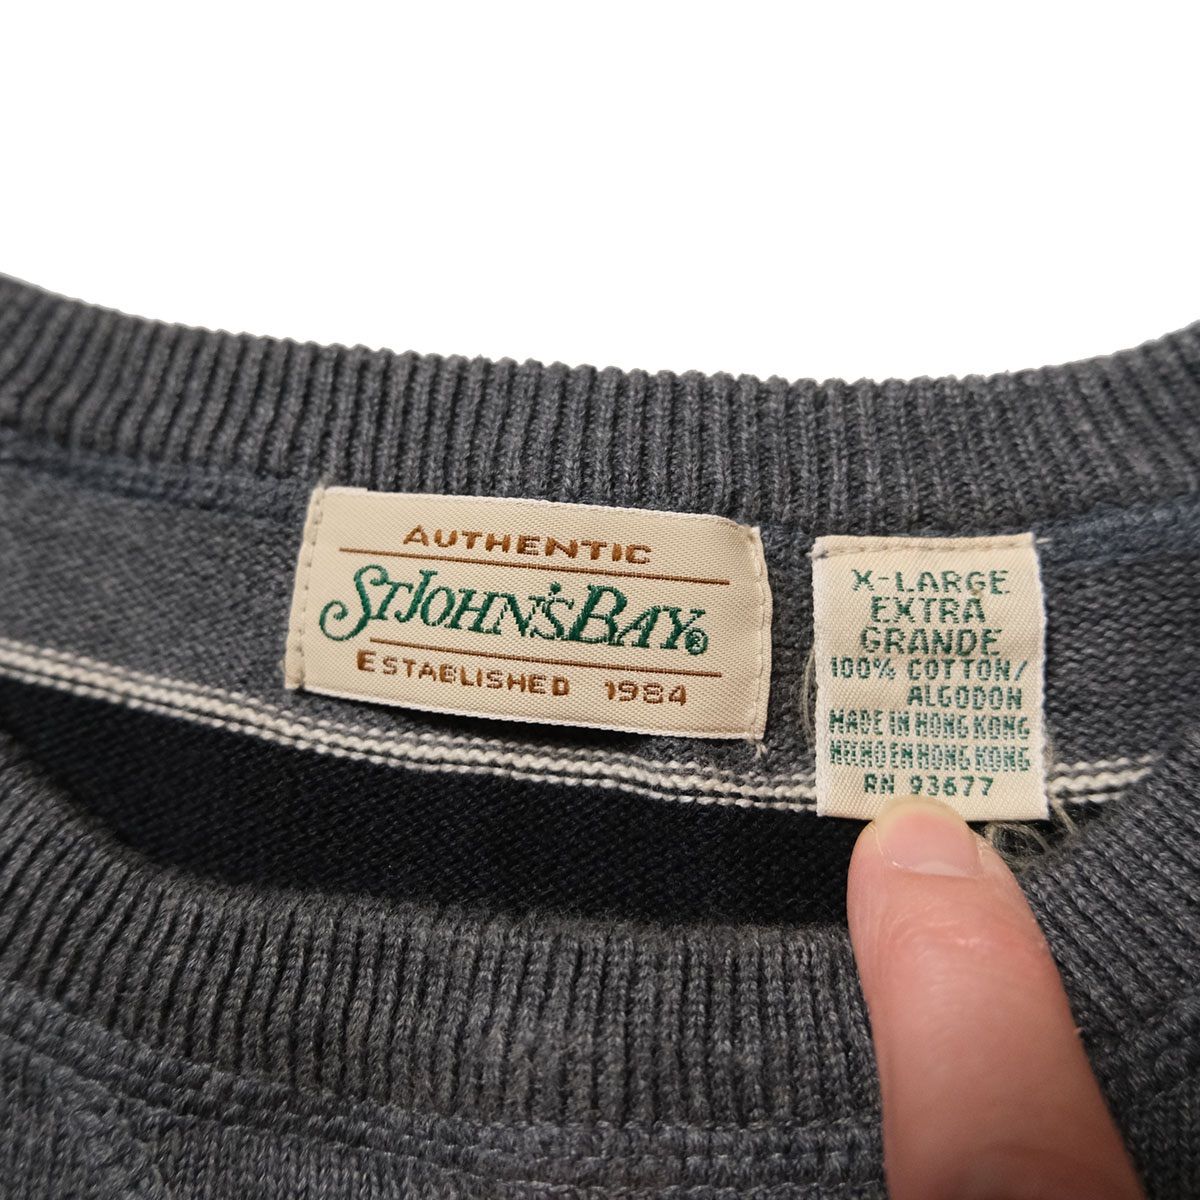 AUTHENTIC
ST JOHN'S BAY®
ESTABLISHED 1984
X-LARGE
EXTRA
GRANDE
100% COTTON/
ALGODON
MADE IN HONG KONG
HECHO EN HONG KONG
RN 93677